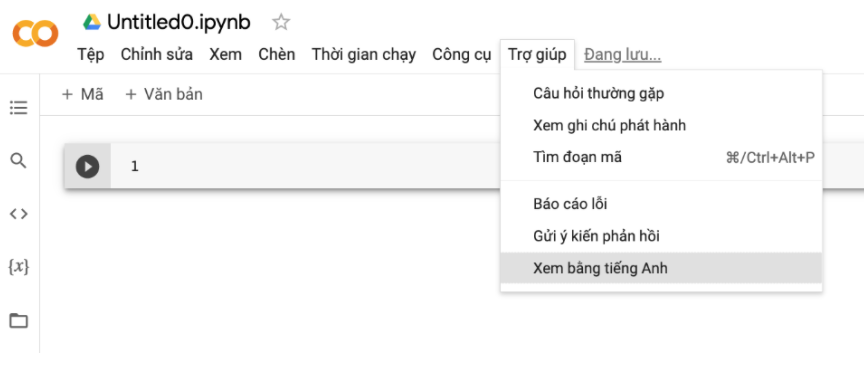 Untitled0.ipynb
Tệp Chỉnh sửa Xem Chèn Thời gian chạy Công cụ Trợ giúp Đang lưu...
+ Mã + Văn bản
1
Câu hỏi thường gặp
Xem ghi chú phát hành
Tìm đoạn mã ⌘/Ctrl+Alt+P
Báo cáo lỗi
Gửi ý kiến phản hồi
Xem bằng tiếng Anh
{x}